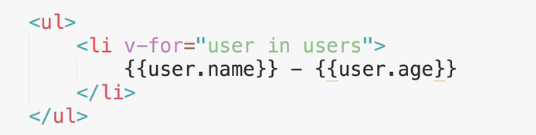 <ul>
<li v-for="user in users">
{{user.name}} - {{user.age}}
</li>
</ul>